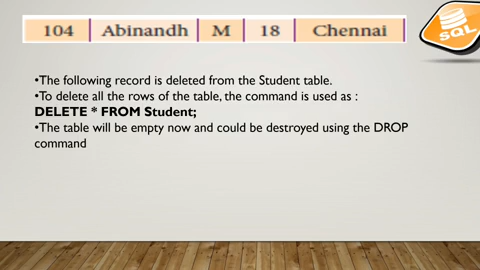 104 Abinandh M 18 Chennai
SQL
•The following record is deleted from the Student table.
•To delete all the rows of the table, the command is used as :
DELETE * FROM Student;
•The table will be empty now and could be destroyed using the DROP
command